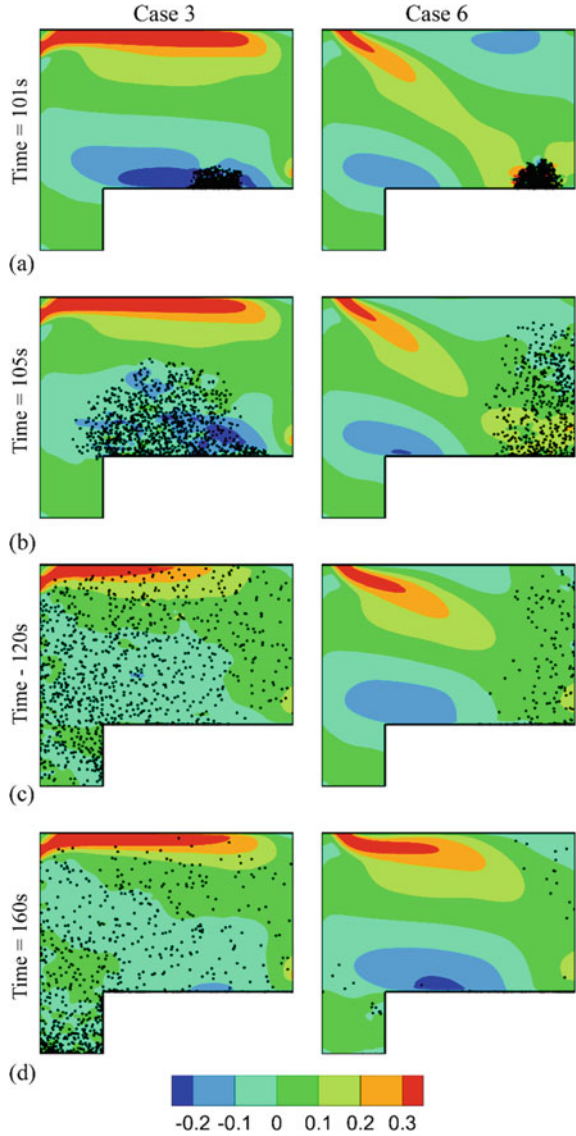 Case 3 Case 6
Time = 101s
(a)
Time = 105s
(b)
Time - 120s
(c)
Time = 160s
(d)
-0.2 -0.1 0 0.1 0.2 0.3